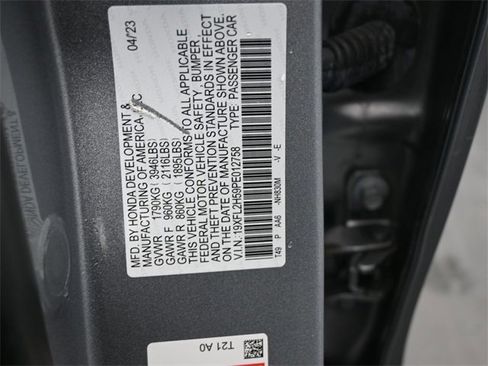 MFD. BY HONDA DEVELOPMENT & 04/23
MANUFACTURING OF AMERICA, LLC
GVWR 1790KG (3946LBS)
GAWR F 960KG (2116LBS)
GAWR R 860KG (1895LBS)
THIS VEHICLE CONFORMS TO ALL APPLICABLE
FEDERAL MOTOR VEHICLE SAFETY, BUMPER,
AND THEFT PREVENTION STANDARDS IN EFFECT
ON THE DATE OF MANUFACTURE SHOWN ABOVE.
V.I.N.: 19XFL2H59PE012758 TYPE: PASSENGER CAR
T49 P AA6 -NH830M -V -E
T21 A0